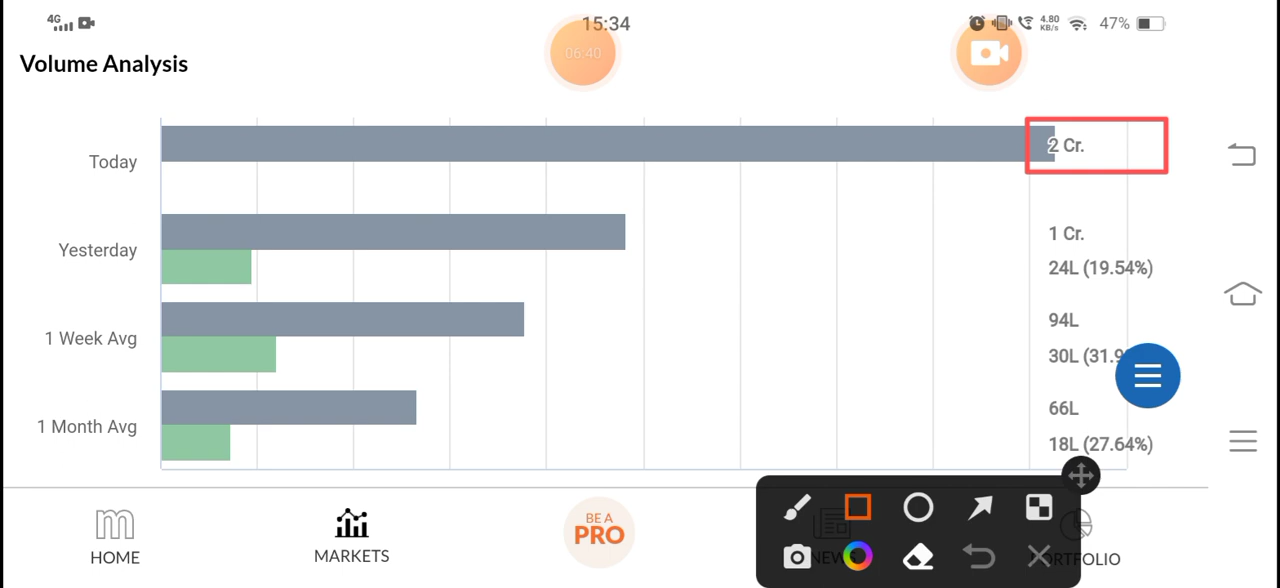 4G
15:34
4.80
KB/s
47%
06:40
Volume Analysis
Today
2 Cr.
Yesterday
1 Cr.
24L (19.54%)
1 Week Avg
94L
30L (31.9
1 Month Avg
66L
18L (27.64%)
HOME
MARKETS
BE A
PRO
NEWS
PORTFOLIO